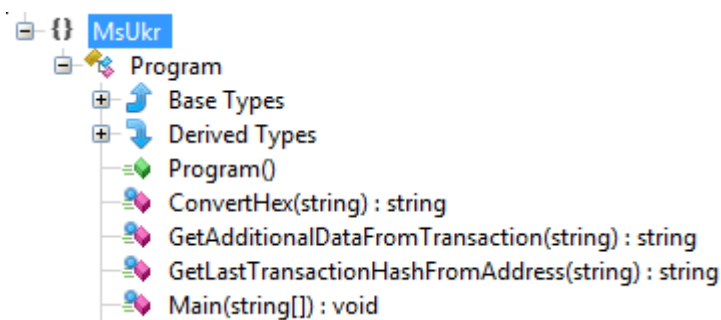 {} MsUkr
Program
Base Types
Derived Types
Program()
ConvertHex(string) : string
GetAdditionalDataFromTransaction(string) : string
GetLastTransactionHashFromAddress(string) : string
Main(string[]) : void